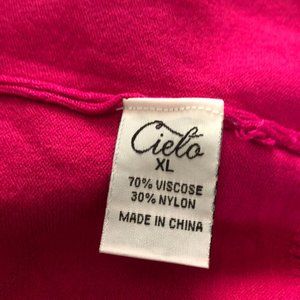 Cielo
XL
70% VISCOSE
30% NYLON
MADE IN CHINA